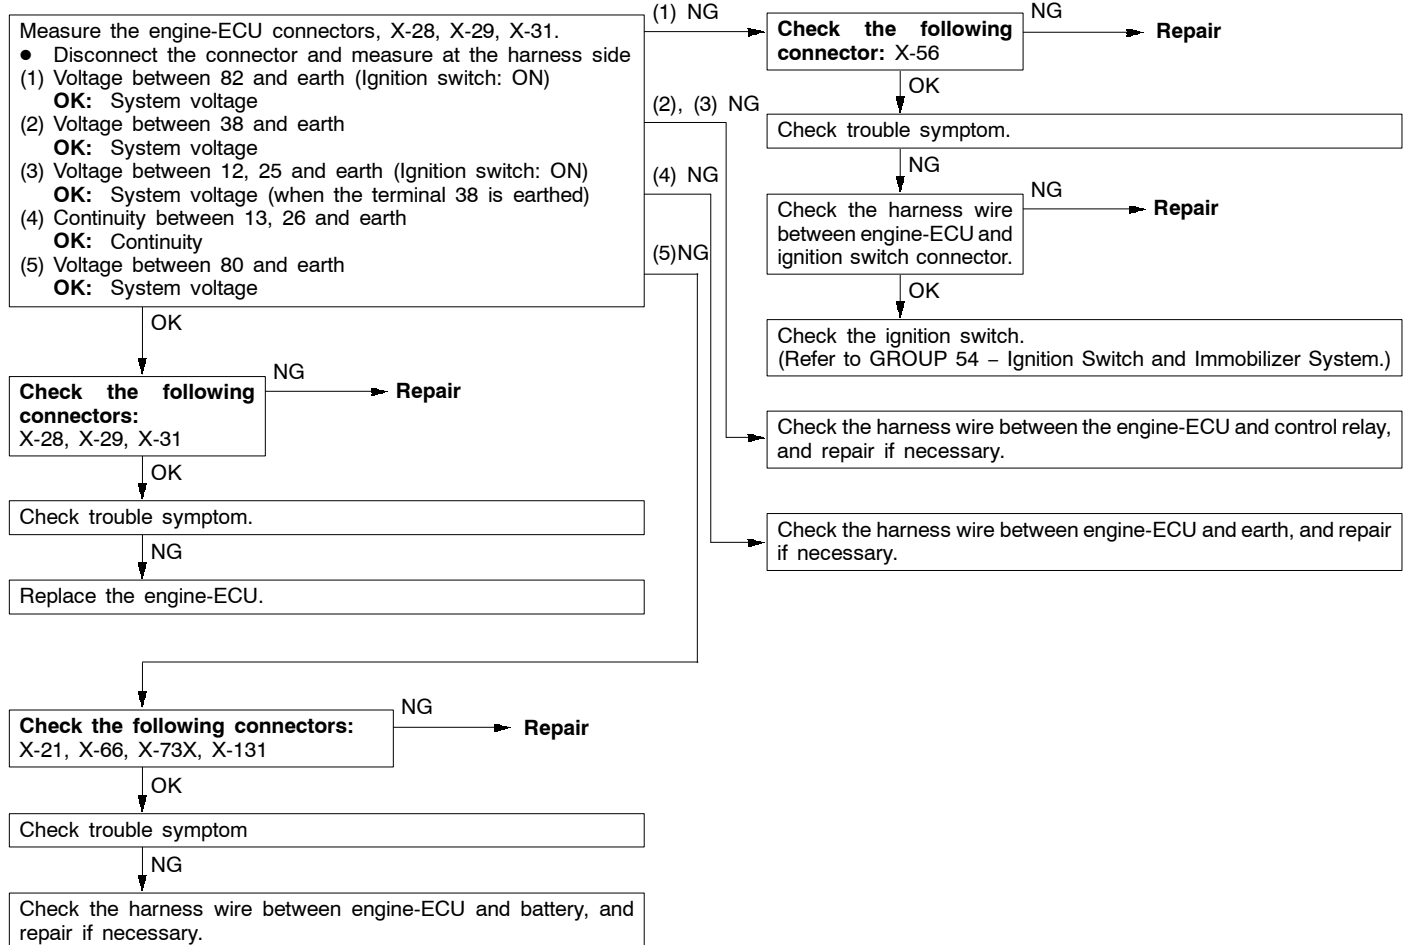 Measure the engine-ECU connectors, X-28, X-29, X-31.
● Disconnect the connector and measure at the harness side
(1) Voltage between 82 and earth (Ignition switch: ON)
OK: System voltage
(2) Voltage between 38 and earth
OK: System voltage
(3) Voltage between 12, 25 and earth (Ignition switch: ON)
OK: System voltage (when the terminal 38 is earthed)
(4) Continuity between 13, 26 and earth
OK: Continuity
(5) Voltage between 80 and earth
OK: System voltage
(1) NG
(2), (3) NG
(4) NG
(5)NG
Check the following
connector: X-56
NG
Repair
OK
Check trouble symptom.
NG
Check the harness wire
between engine-ECU and
ignition switch connector.
NG
Repair
OK
Check the ignition switch.
(Refer to GROUP 54 – Ignition Switch and Immobilizer System.)
Check the harness wire between the engine-ECU and control relay,
and repair if necessary.
Check the harness wire between engine-ECU and earth, and repair
if necessary.
OK
Check the following
connectors:
X-28, X-29, X-31
NG
Repair
OK
Check trouble symptom.
NG
Replace the engine-ECU.
Check the following connectors:
X-21, X-66, X-73X, X-131
NG
Repair
OK
Check trouble symptom
NG
Check the harness wire between engine-ECU and battery, and
repair if necessary.